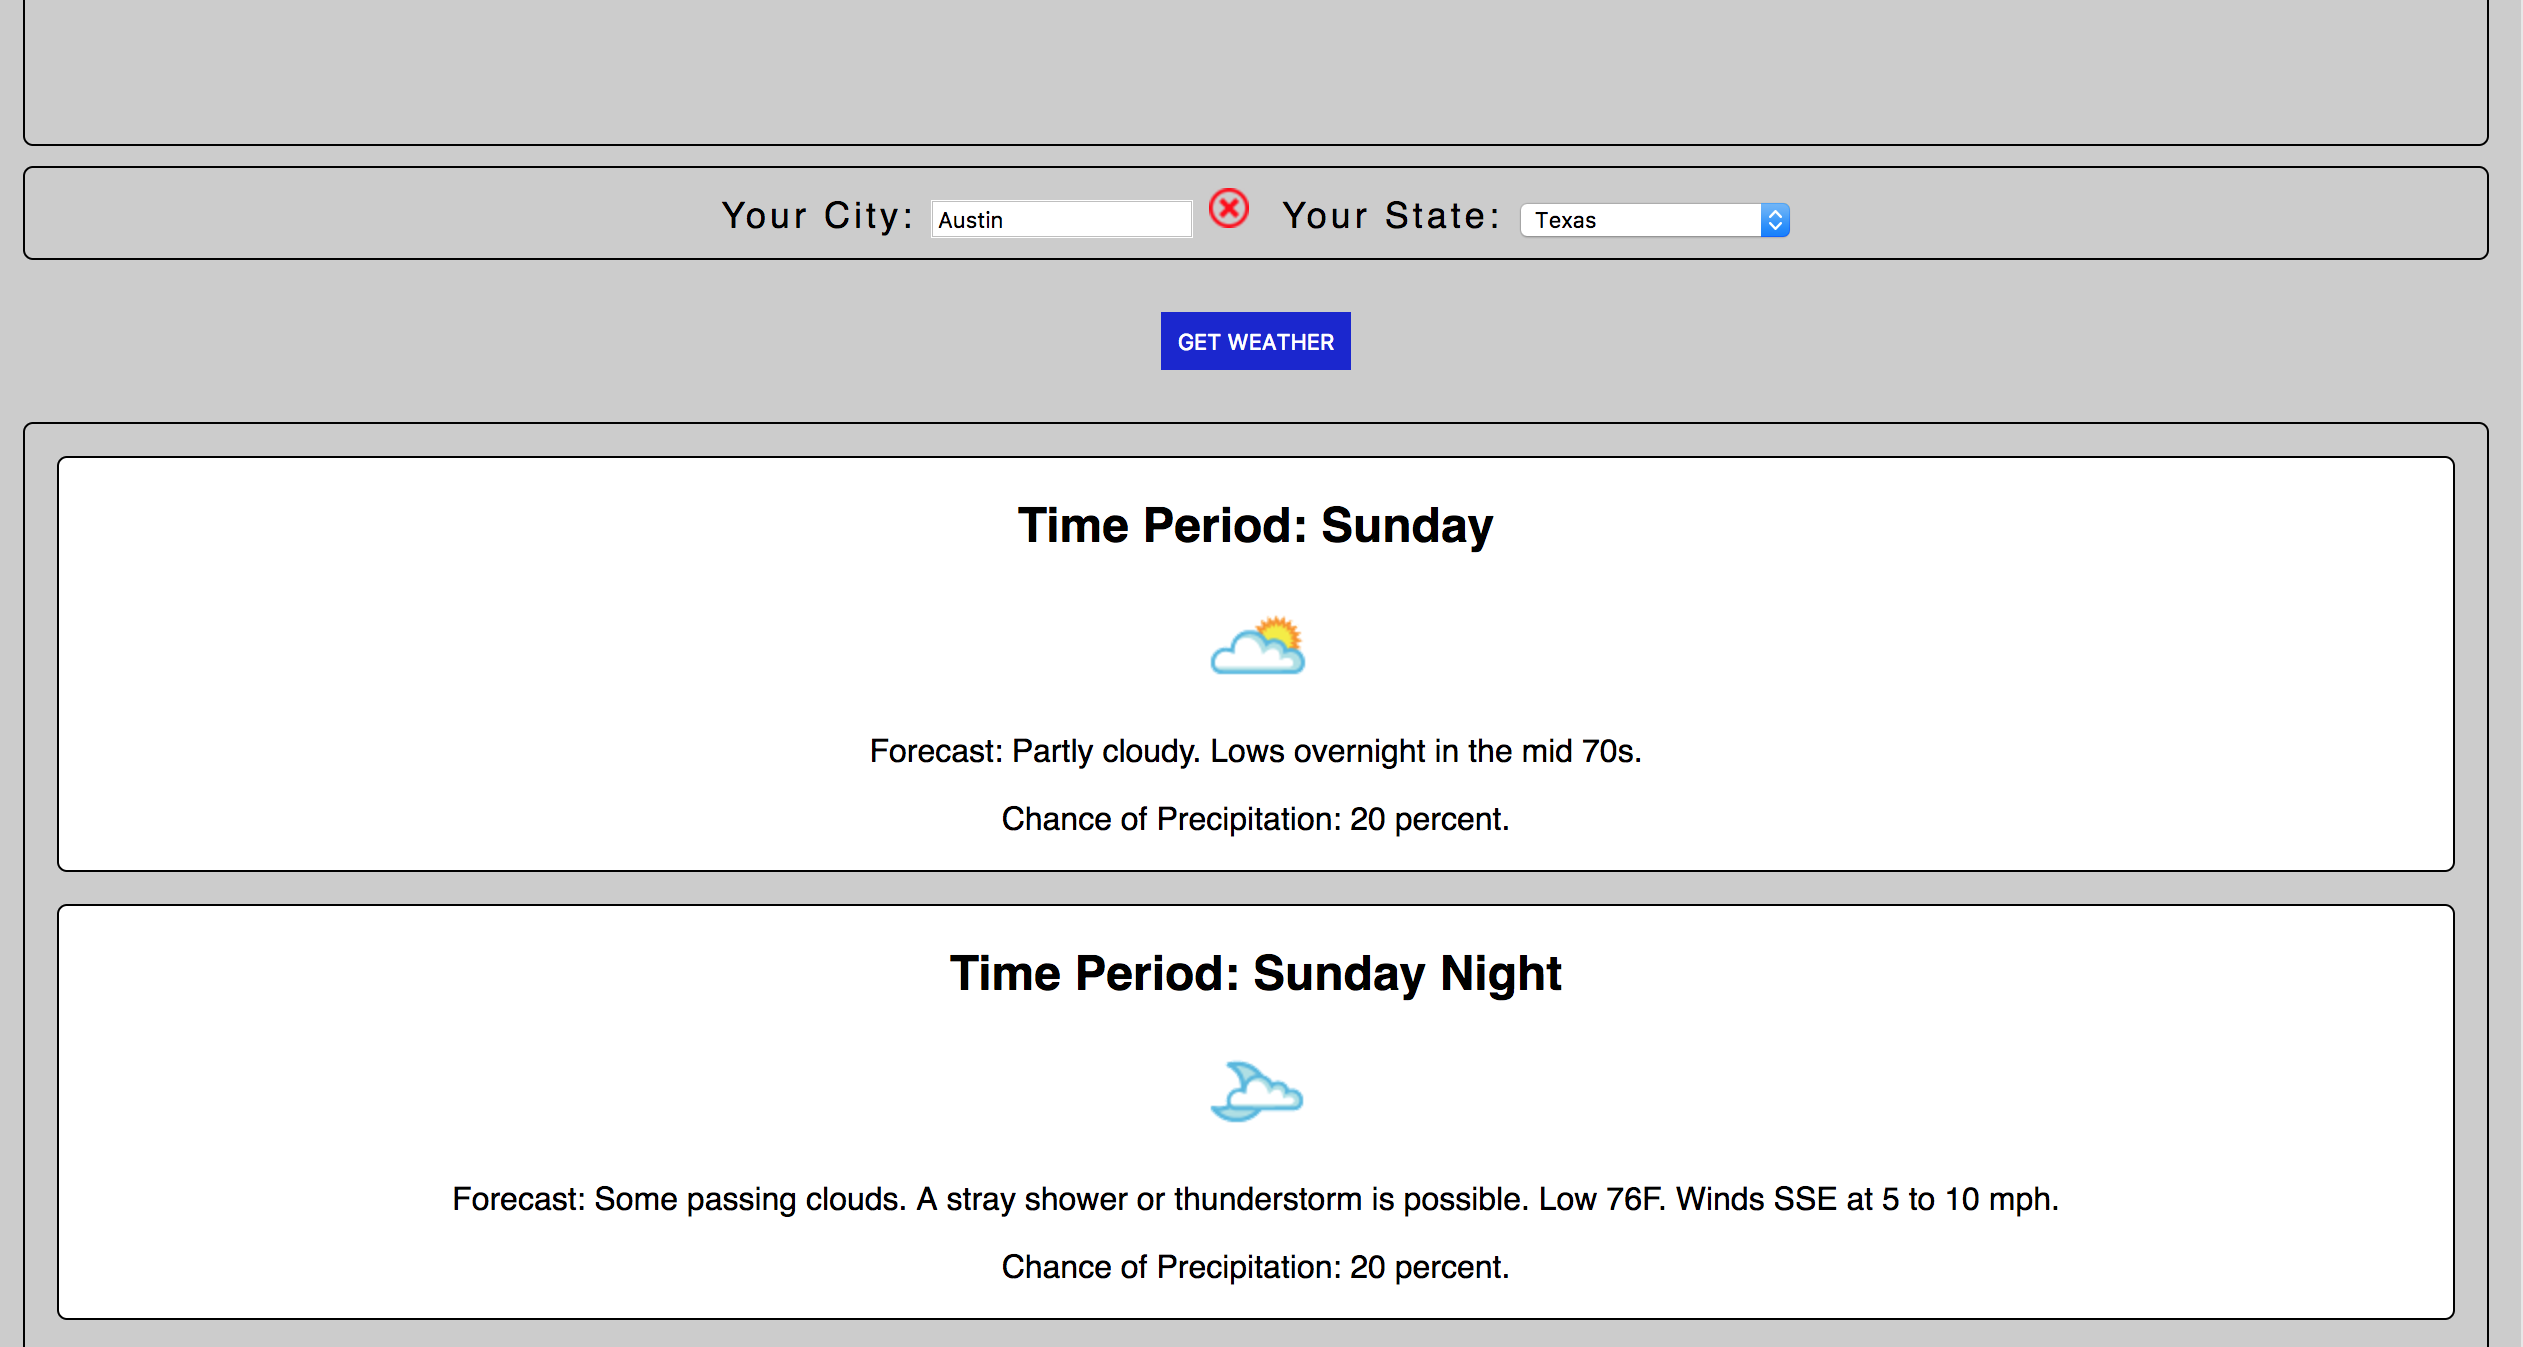 Your City: Austin Your State: Texas
GET WEATHER
Time Period: Sunday
Forecast: Partly cloudy. Lows overnight in the mid 70s.
Chance of Precipitation: 20 percent.
Time Period: Sunday Night
Forecast: Some passing clouds. A stray shower or thunderstorm is possible. Low 76F. Winds SSE at 5 to 10 mph.
Chance of Precipitation: 20 percent.